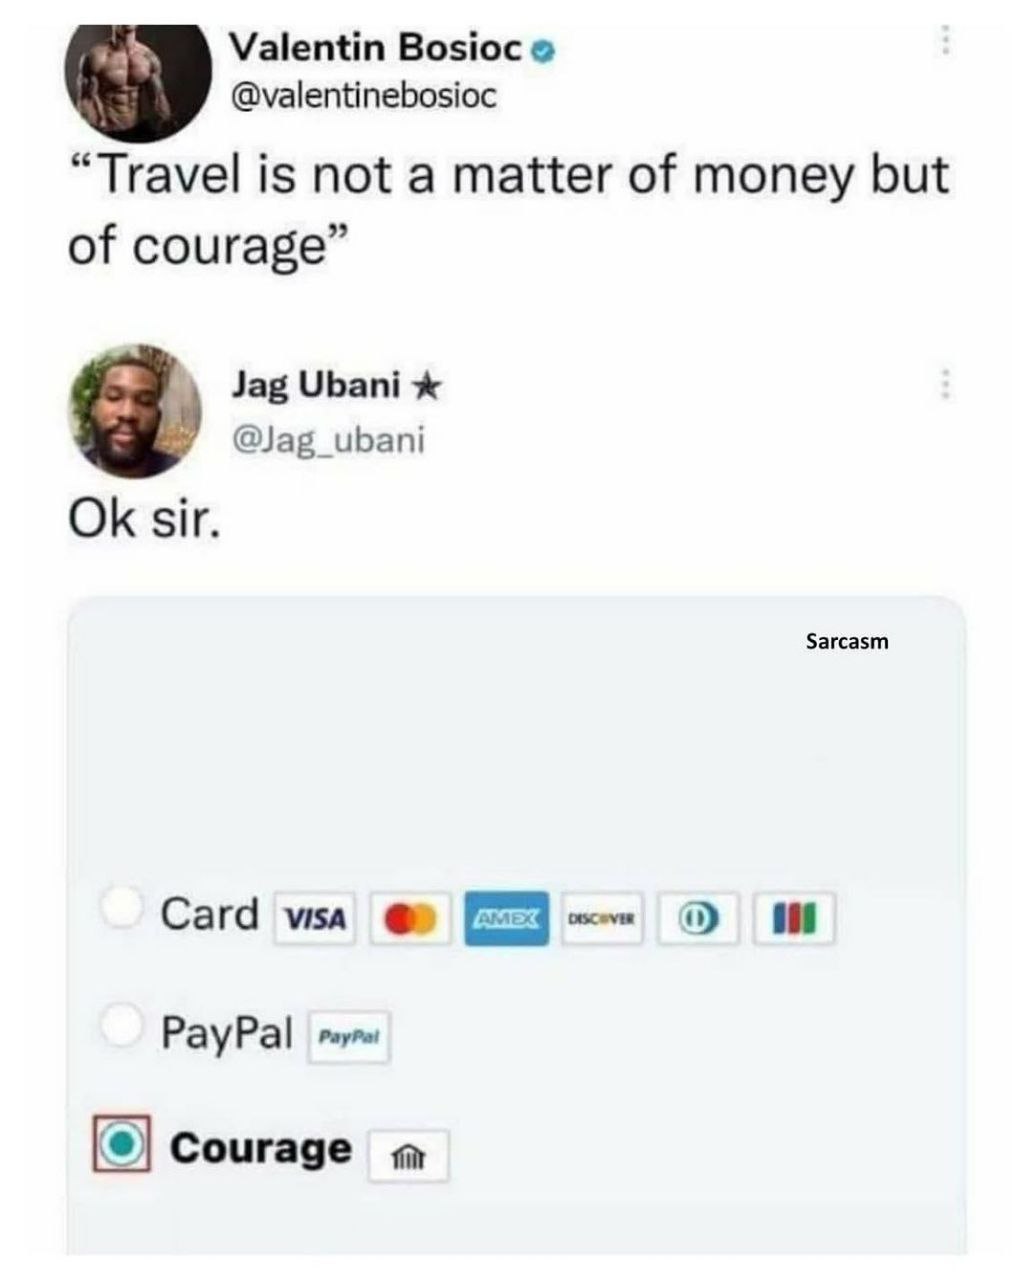 Valentin Bosioc
@valentinebosioc
“Travel is not a matter of money but
of courage”
Jag Ubani ★
@Jag_ubani
Ok sir.
Sarcasm
Card VISA AMEX DISCOVER
PayPal PayPal
Courage